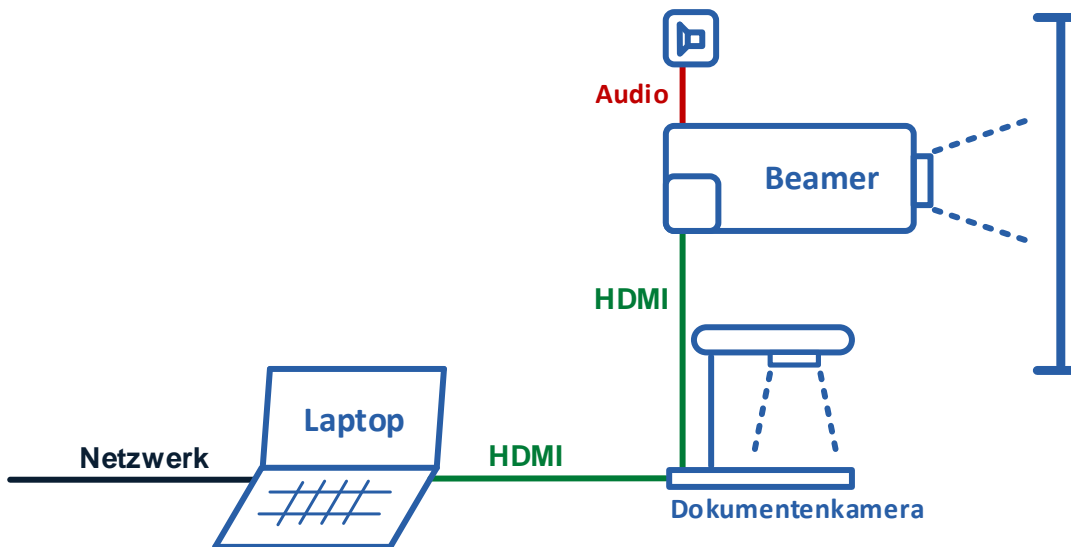 Audio
Beamer
HDMI
Laptop
Netzwerk
HDMI
Dokumentenkamera